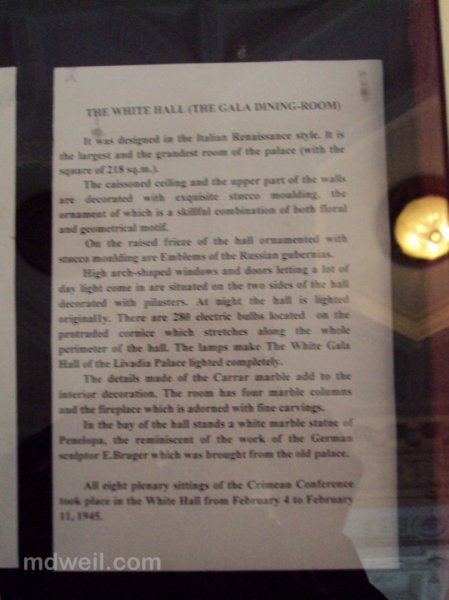 THE WHITE HALL (THE GALA DINING-ROOM)
It was designed in the Italian Renaissance style. It is
the largest and the grandest room of the palace (with the
square of 218 sq.m.).
The caissoned ceiling and the upper part of the walls
are decorated with exquisite stucco moulding, the
ornament of which is a skillful combination of both floral
and geometrical motif.
On the raised frieze of the hall ornamented with
stucco moulding are Emblems of the Russian gubernias.
High arch-shaped windows and doors letting a lot of
day light come in are situated on the two sides of the hall
decorated with pilasters. At night the hall is lighted
originally. There are 280 electric bulbs located on the
protruded cornice which stretches along the whole
perimeter of the hall. The lamps make The White Gala
Hall of the Livadia Palace lighted completely.
The details made of the Carrar marble add to the
interior decoration. The room has four marble columns
and the fireplace which is adorned with fine carvings.
In the bay of the hall stands a white marble statue of
Penelopa, the reminiscent of the work of the German
sculptor E.Bruger which was brought from the old palace.
All eight plenary sittings of the Crimean Conference
took place in the White Hall from February 4 to February
11, 1945.
mdweil.com